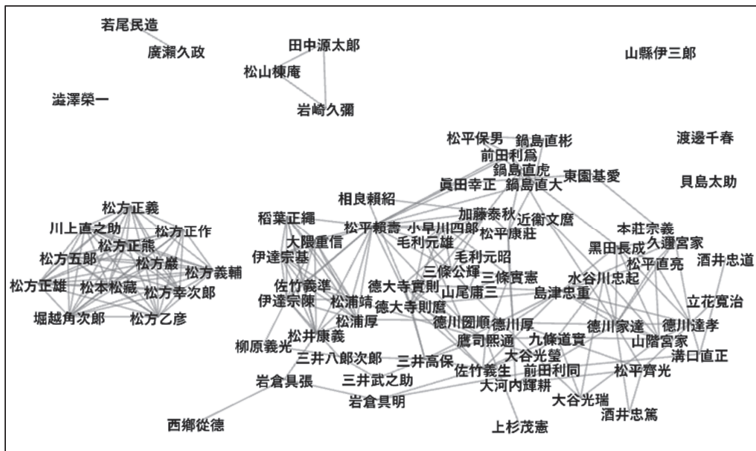 若尾民造
廣瀬久政
田中源太郎
松山棟庵
山縣伊三郎
澁澤榮一
岩崎久彌
松平保男
鍋島直彬
渡邊千春
前田利爲
鍋島直虎
東園基愛
眞田幸正
鍋島直大
貝島太助
相良頼紹
松方正義
稲葉正縄
加藤泰秋
近衞文麿
川上直之助
松方正作
松平頼壽
小早川四郎
松平康莊
本莊宗義
松方正熊
大隈重信
毛利元雄
黒田長成
久邇宮家
松方五郎
松方巌
伊達宗基
毛利元昭
松平直亮
酒井忠道
松方義輔
三條公輝
三條實憲
水谷川忠起
松方正雄
松本松蔵
松方幸次郎
佐竹義準
德大寺實則
山尾庸三
島津忠重
伊達宗陳
松浦靖
德大寺則麿
立花寛治
堀越角次郎
松方乙彦
松浦厚
德川圀順
德川厚
德川家達
德川達孝
松井康義
鷹司熙通
九條道實
山階宮家
柳原義光
三井八郎次郎
三井高保
大谷光瑩
溝口直正
岩倉具張
三井武之助
佐竹義生
前田利同
松平齊光
大河内輝耕
岩倉具明
大谷光瑞
西鄉從德
上杉茂憲
酒井忠篤